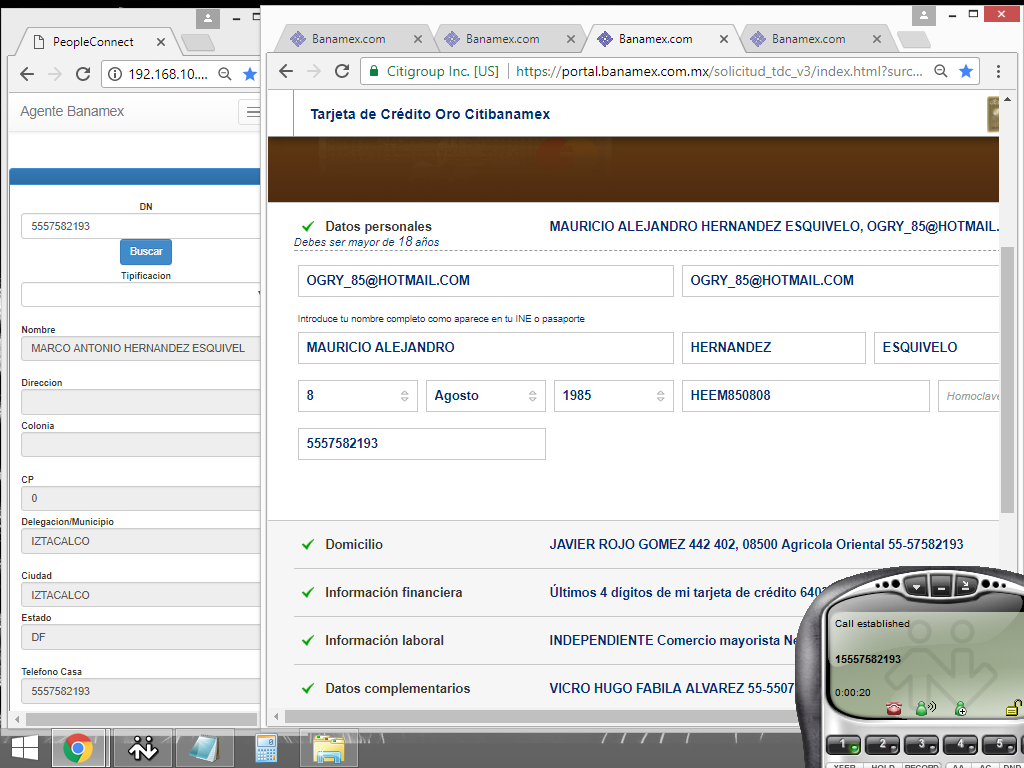 PeopleConnect
192.168.10....
Agente Banamex
DN
5557582193
Buscar
Tipificacion
Nombre
MARCO ANTONIO HERNANDEZ ESQUIVEL
Direccion
Colonia
CP
0
Delegacion/Municipio
IZTACALCO
Ciudad
IZTACALCO
Estado
DF
Telefono Casa
5557582193
Banamex.com
Banamex.com
Banamex.com
Banamex.com
Citigroup Inc. [US]
https://portal.banamex.com.mx/solicitud_tdc_v3/index.html?surc...
Tarjeta de Crédito Oro Citibanamex
Datos personales MAURICIO ALEJANDRO HERNANDEZ ESQUIVELO, OGRY_85@HOTMAIL.
Debes ser mayor de 18 años
OGRY_85@HOTMAIL.COM OGRY_85@HOTMAIL.COM
Introduce tu nombre completo como aparece en tu INE o pasaporte
MAURICIO ALEJANDRO HERNANDEZ ESQUIVELO
8 Agosto 1985 HEEM850808 Homoclave
5557582193
Domicilio JAVIER ROJO GOMEZ 442 402, 08500 Agricola Oriental 55-57582193
Información financiera Últimos 4 dígitos de mi tarjeta de crédito
Información laboral INDEPENDIENTE Comercio mayorista
Datos complementarios VICRO HUGO FABILA ALVAREZ 55-5507
Call established
15557582193
0:00:20
1 2 3 4 5
XFER HOLD RECORD AA AC DND